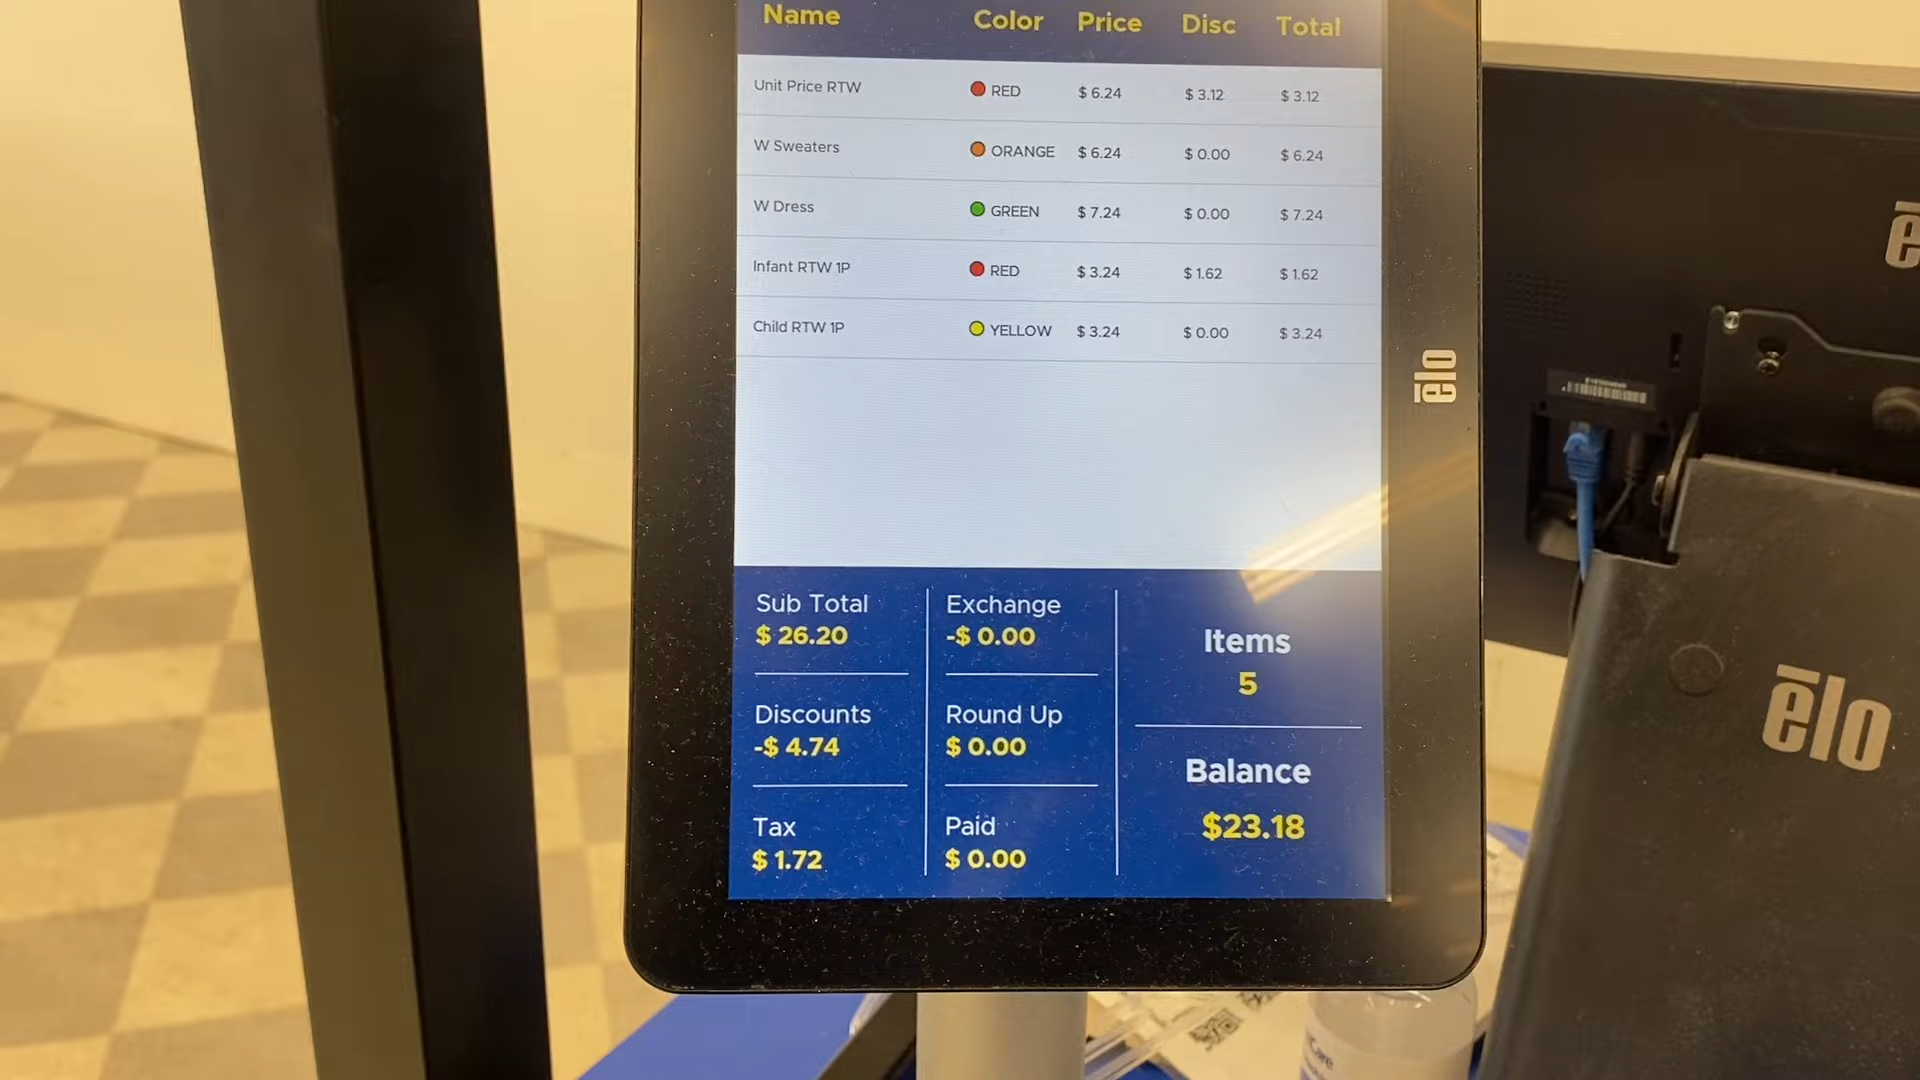 Name Color Price Disc Total
Unit Price RTW RED $ 6.24 $ 3.12 $ 3.12
W Sweaters ORANGE $ 6.24 $ 0.00 $ 6.24
W Dress GREEN $ 7.24 $ 0.00 $ 7.24
Infant RTW 1P RED $ 3.24 $ 1.62 $ 1.62
Child RTW 1P YELLOW $ 3.24 $ 0.00 $ 3.24
Sub Total
$ 26.20
Discounts
-$ 4.74
Tax
$ 1.72
Exchange
-$ 0.00
Round Up
$ 0.00
Paid
$ 0.00
Items
5
Balance
$23.18
ēlo
ēlo